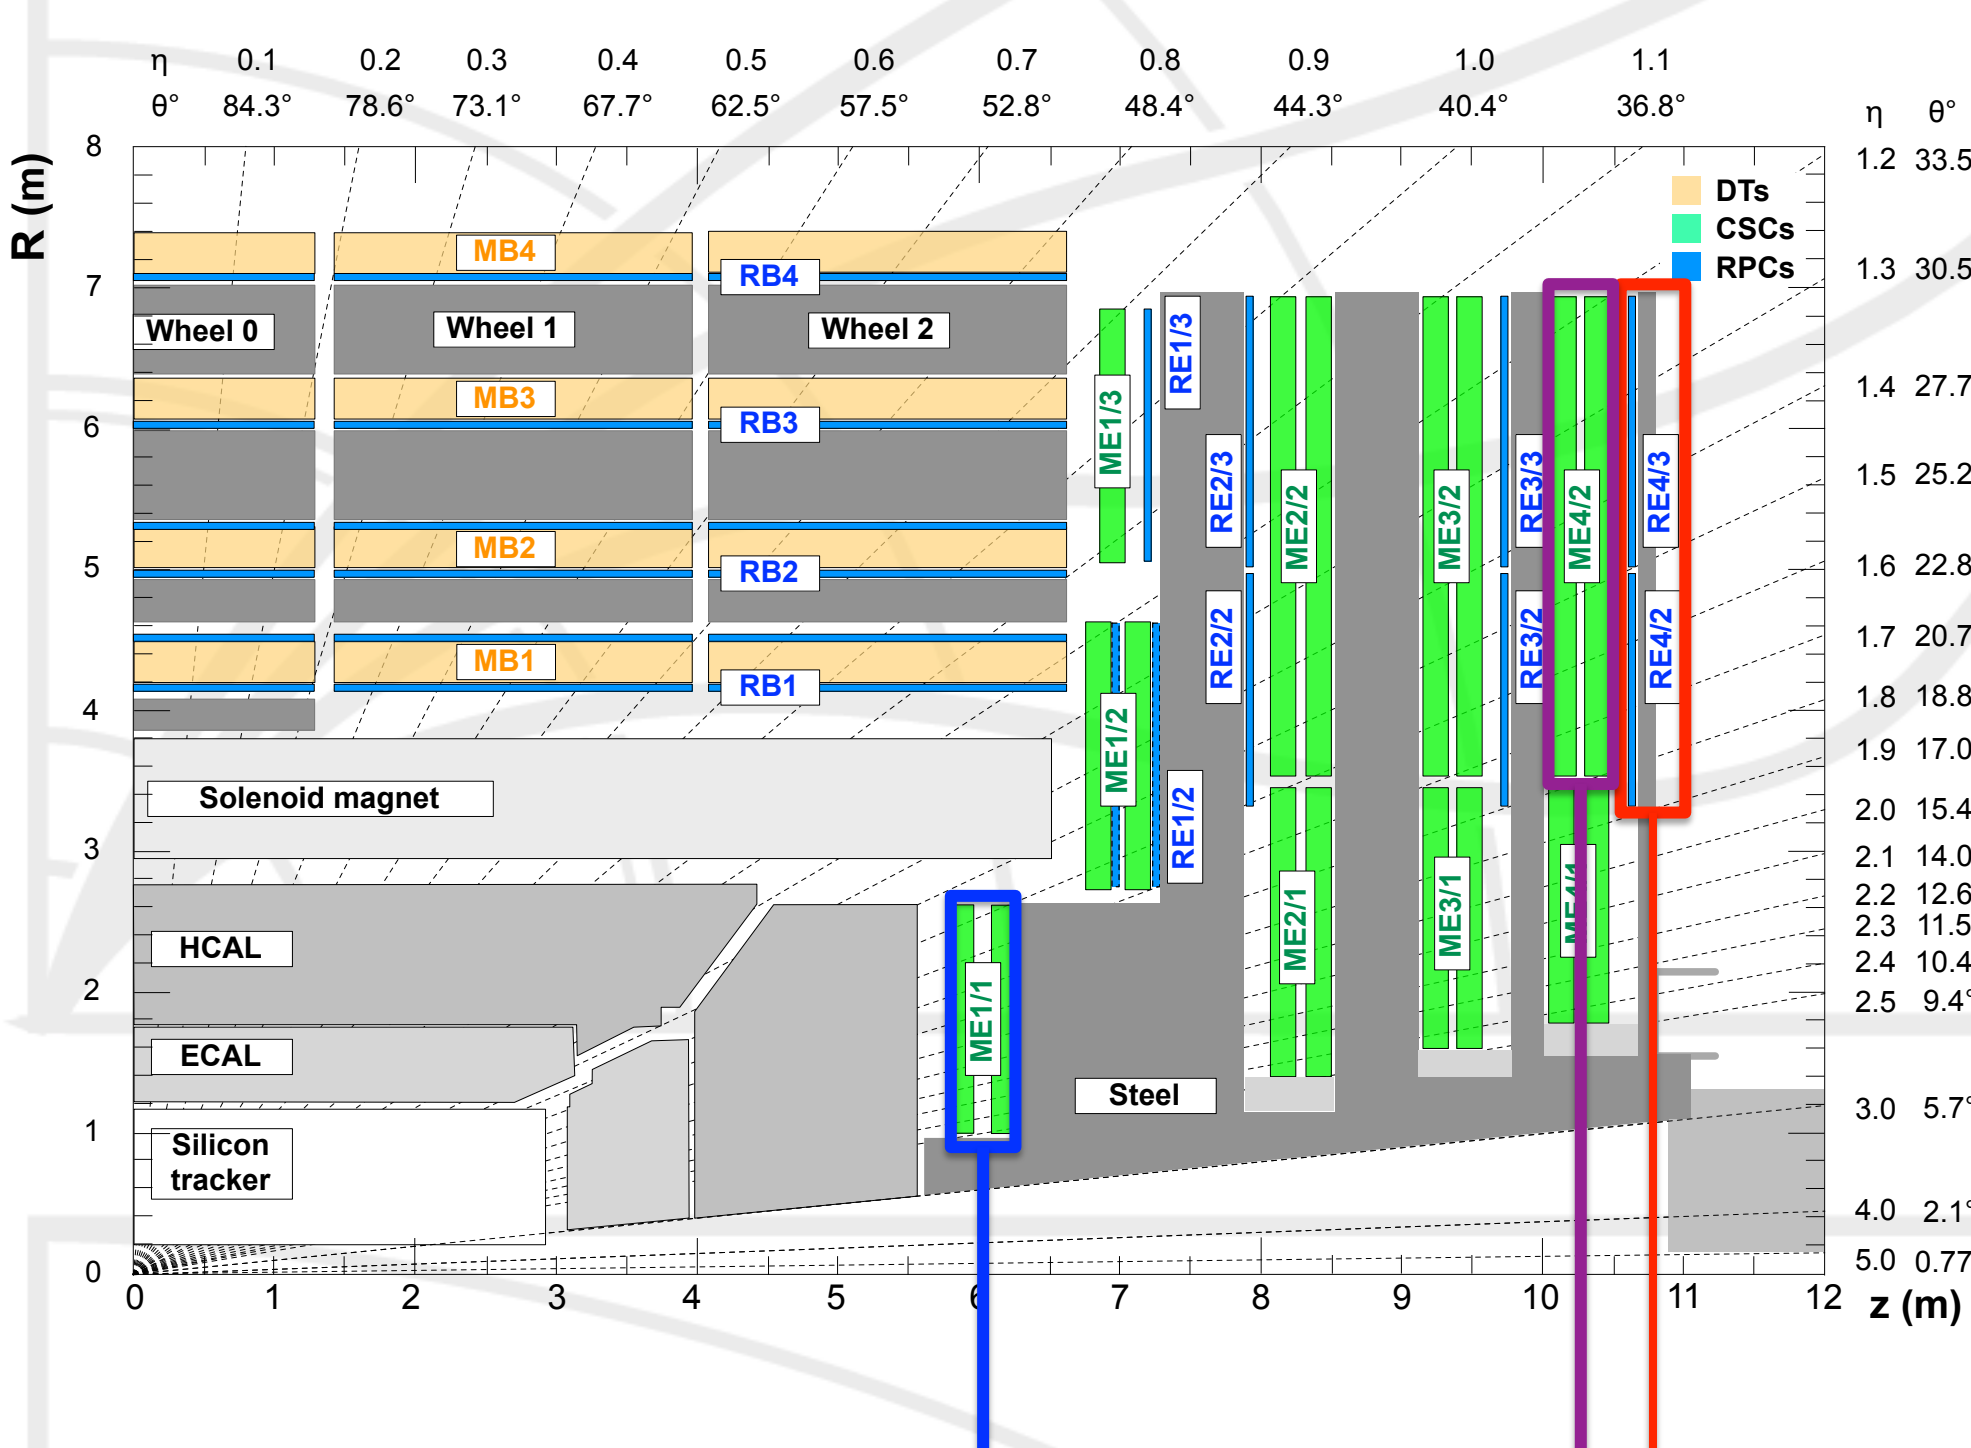 η 0.1 0.2 0.3 0.4 0.5 0.6 0.7 0.8 0.9 1.0 1.1
θ° 84.3° 78.6° 73.1° 67.7° 62.5° 57.5° 52.8° 48.4° 44.3° 40.4° 36.8°
η θ°
1.2 33.5
1.3 30.5
1.4 27.7
1.5 25.2
1.6 22.8
1.7 20.7
1.8 18.8
1.9 17.0
2.0 15.4
2.1 14.0
2.2 12.6
2.3 11.5
2.4 10.4
2.5 9.4°
3.0 5.7°
4.0 2.1°
5.0 0.77
R (m)
8
7
6
5
4
3
2
1
0
DTs
CSCs
RPCs
MB4
RB4
Wheel 0
Wheel 1
Wheel 2
MB3
RB3
MB2
RB2
MB1
RB1
Solenoid magnet
HCAL
ECAL
Silicon
tracker
Steel
ME1/3
RE1/3
ME1/2
RE1/2
ME1/1
RE2/3
RE2/2
ME2/2
ME2/1
ME3/2
ME3/1
RE3/3
RE3/2
ME4/2
ME4/1
RE4/3
RE4/2
0 1 2 3 4 5 6 7 8 9 10 11 12
z (m)